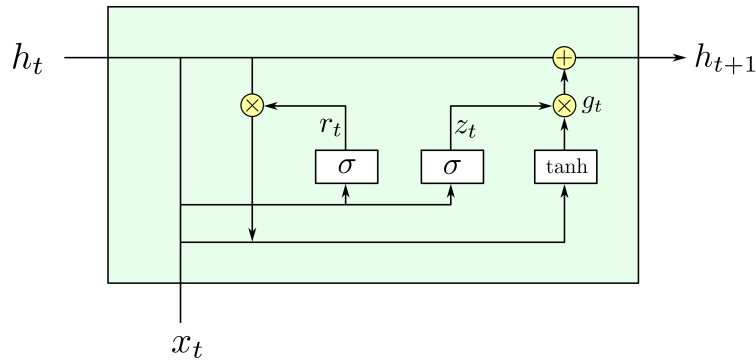 h_t
+
h_{t+1}
×
×
g_t
r_t
z_t
σ
σ
tanh
x_t